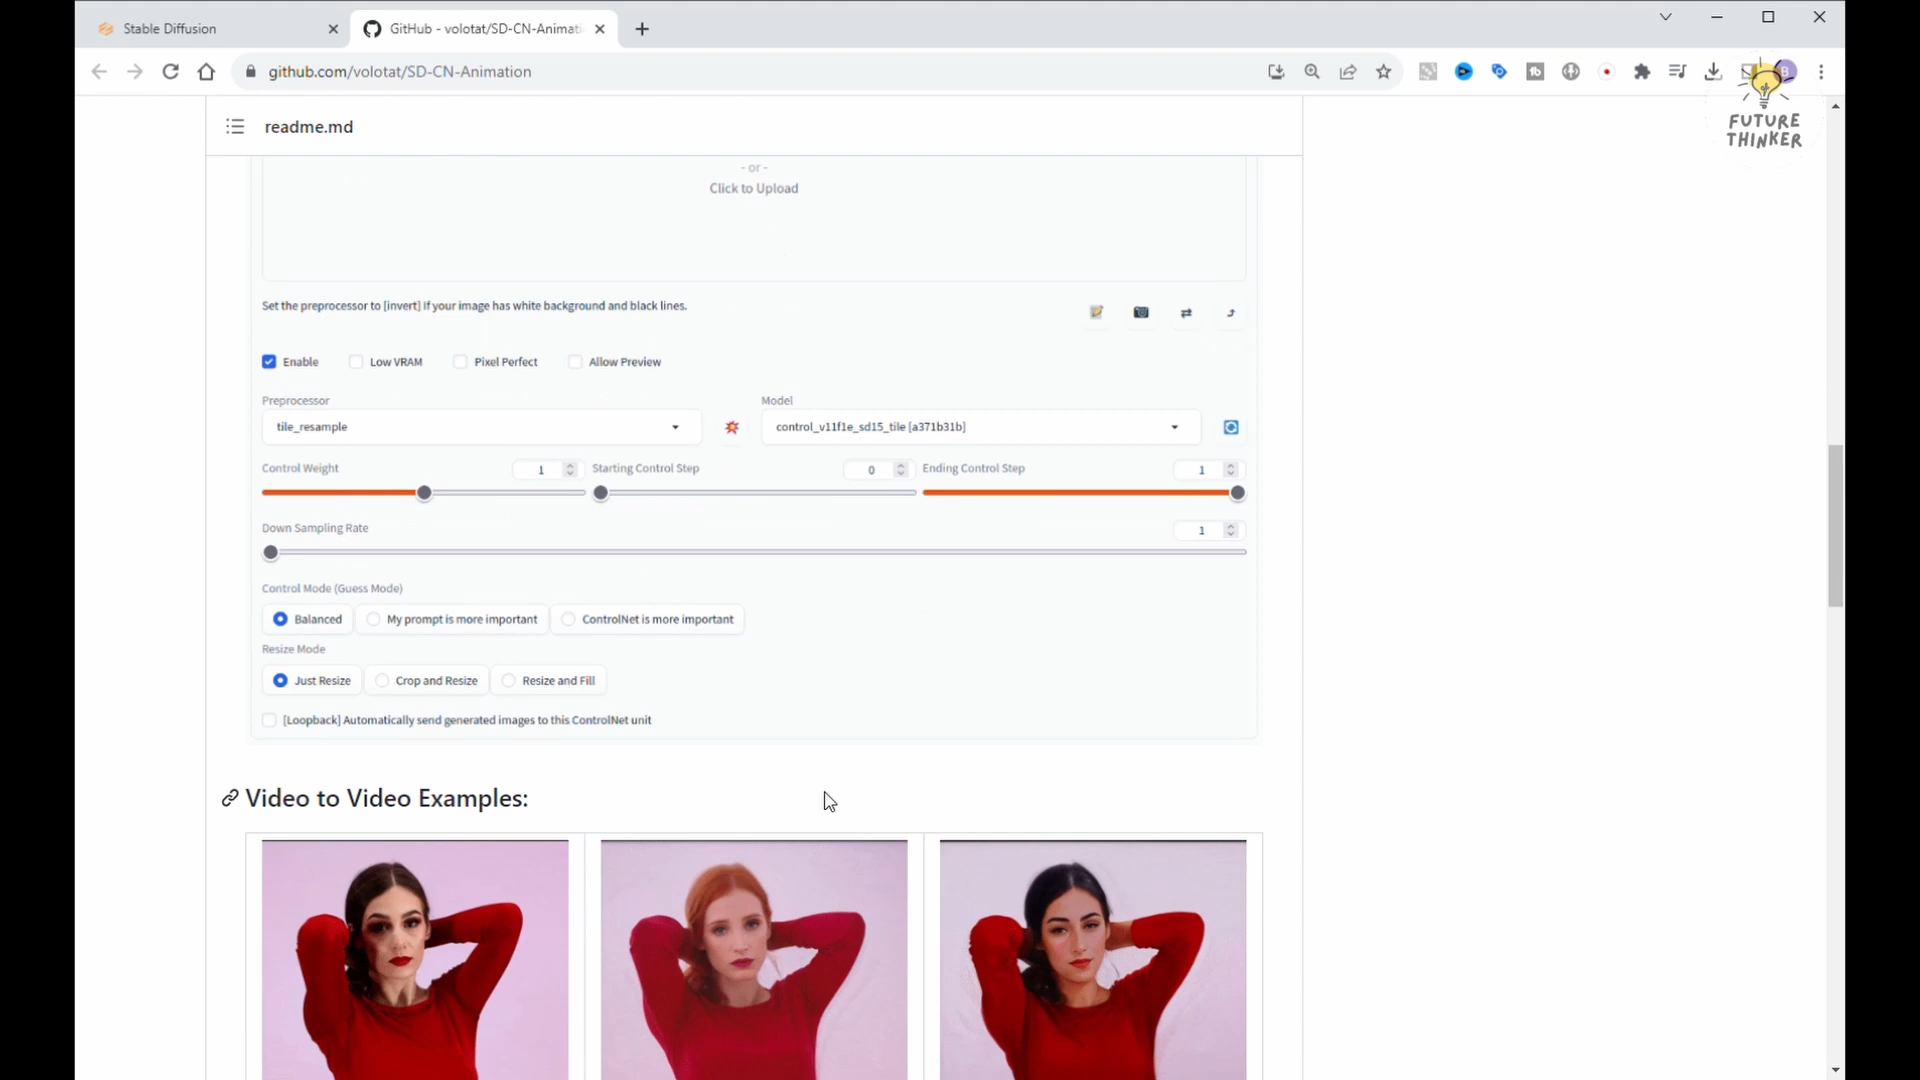 Stable Diffusion
GitHub - volotat/SD-CN-Animati
github.com/volotat/SD-CN-Animation
B
FUTURE
THINKER
readme.md
- or -
Click to Upload
Set the preprocessor to [invert] If your image has white background and black lines.
Enable Low VRAM Pixel Perfect Allow Preview
Preprocessor Model
tile_resample control_v11f1e_sd15_tile [a371b31b]
Control Weight 1 Starting Control Step 0 Ending Control Step 1
Down Sampling Rate 1
Control Mode (Guess Mode)
Balanced My prompt is more important ControlNet is more important
Resize Mode
Just Resize Crop and Resize Resize and Fill
[Loopback] Automatically send generated images to this ControlNet unit
Video to Video Examples: